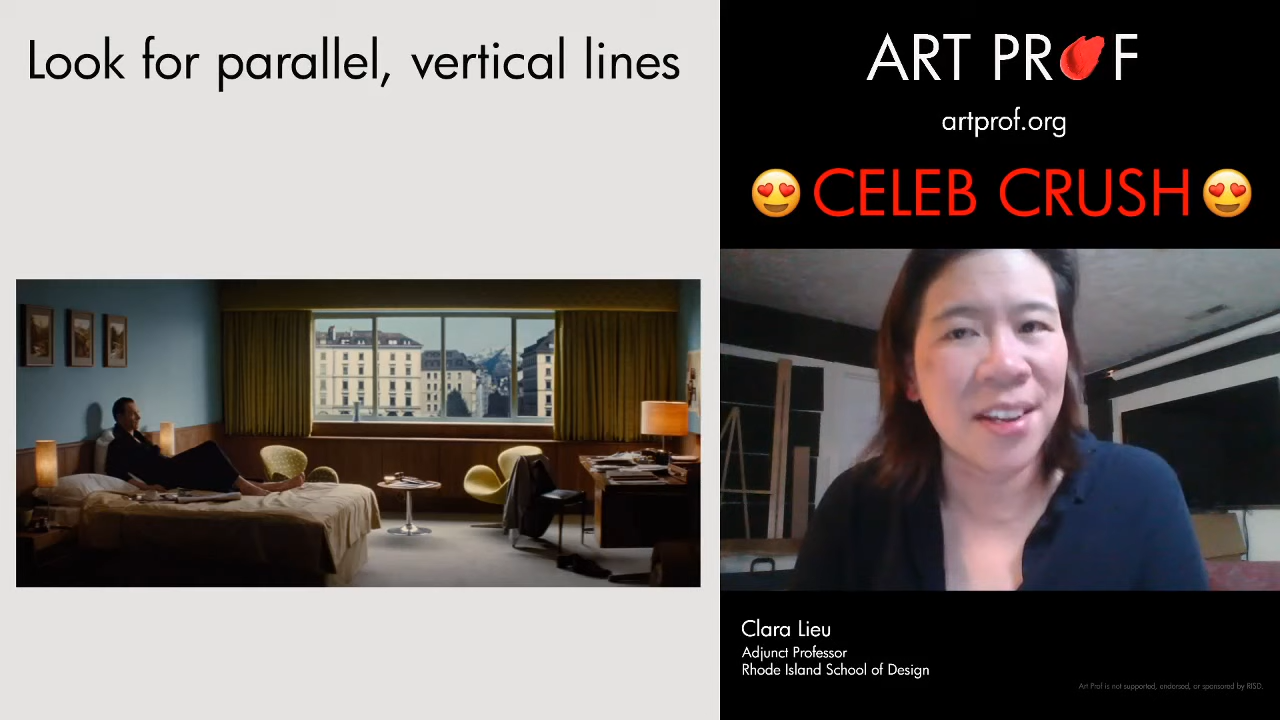 Look for parallel, vertical lines
ART PROF
artprof.org
CELEB CRUSH
Clara Lieu
Adjunct Professor
Rhode Island School of Design
Art Prof is not supported, endorsed, or sponsored by RISD.